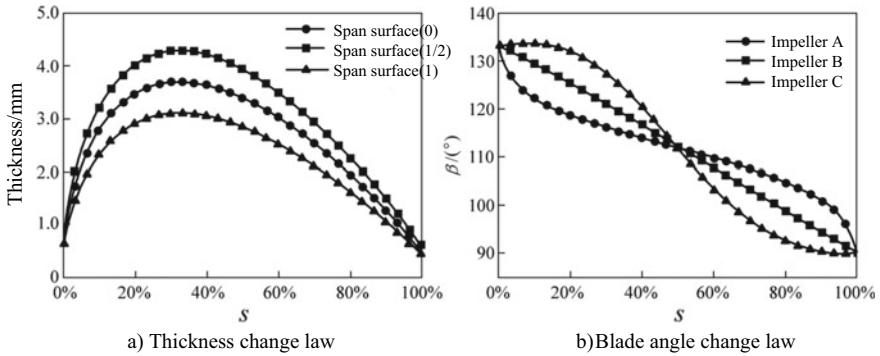 5.0
4.0
3.0
2.0
1.0
0
Thickness/mm
Span surface(0)
Span surface(1/2)
Span surface(1)
0% 20% 40% 60% 80% 100%
s
a) Thickness change law
140
130
120
110
100
90
β/(°)
Impeller A
Impeller B
Impeller C
0% 20% 40% 60% 80% 100%
s
b)Blade angle change law